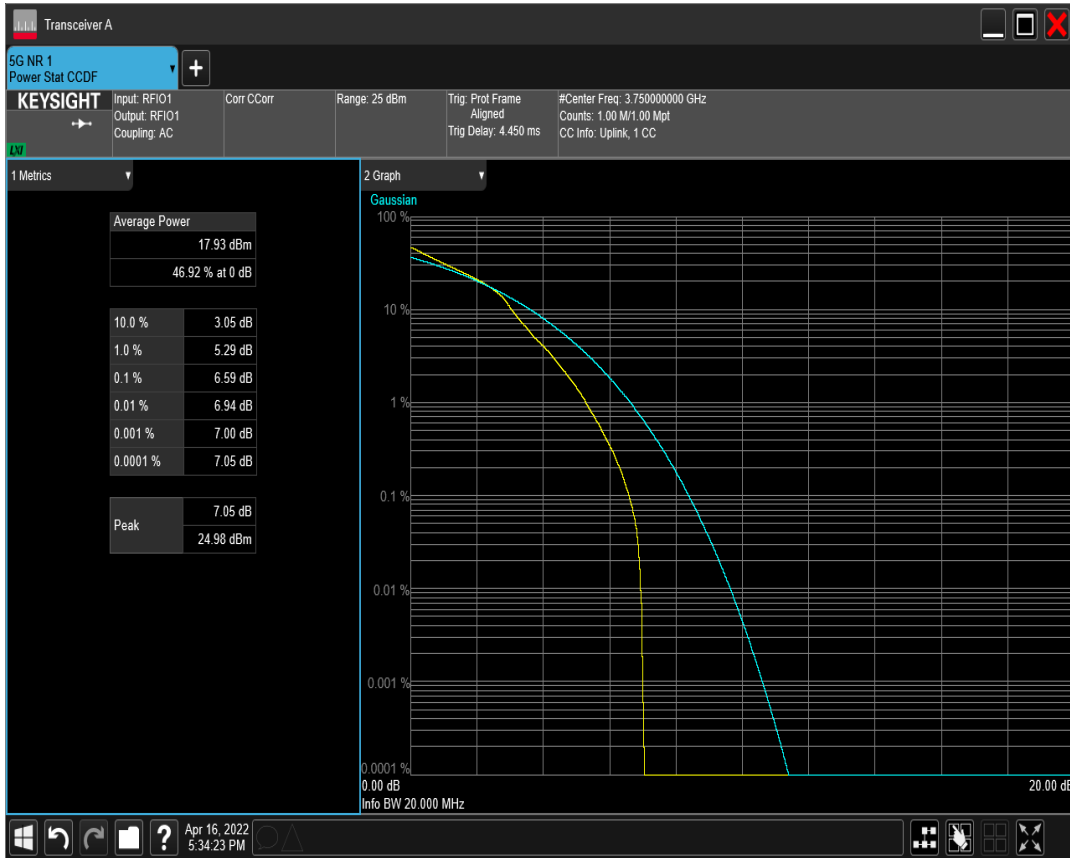 Transceiver A
5G NR 1
Power Stat CCDF
+
KEYSIGHT
LXI
Input: RFIO1
Output: RFIO1
Coupling: AC
Corr CCorr
Range: 25 dBm
Trig: Prot Frame
Aligned
Trig Delay: 4.450 ms
#Center Freq: 3.750000000 GHz
Counts: 1.00 M/1.00 Mpt
CC Info: Uplink, 1 CC
1 Metrics
Average Power
17.93 dBm
46.92 % at 0 dB
10.0 % 3.05 dB
1.0 % 5.29 dB
0.1 % 6.59 dB
0.01 % 6.94 dB
0.001 % 7.00 dB
0.0001 % 7.05 dB
Peak
7.05 dB
24.98 dBm
2 Graph
Gaussian
100 %
10 %
1 %
0.1 %
0.01 %
0.001 %
0.0001 %
0.00 dB 20.00 dB
Info BW 20.000 MHz
?
Apr 16, 2022
5:34:23 PM